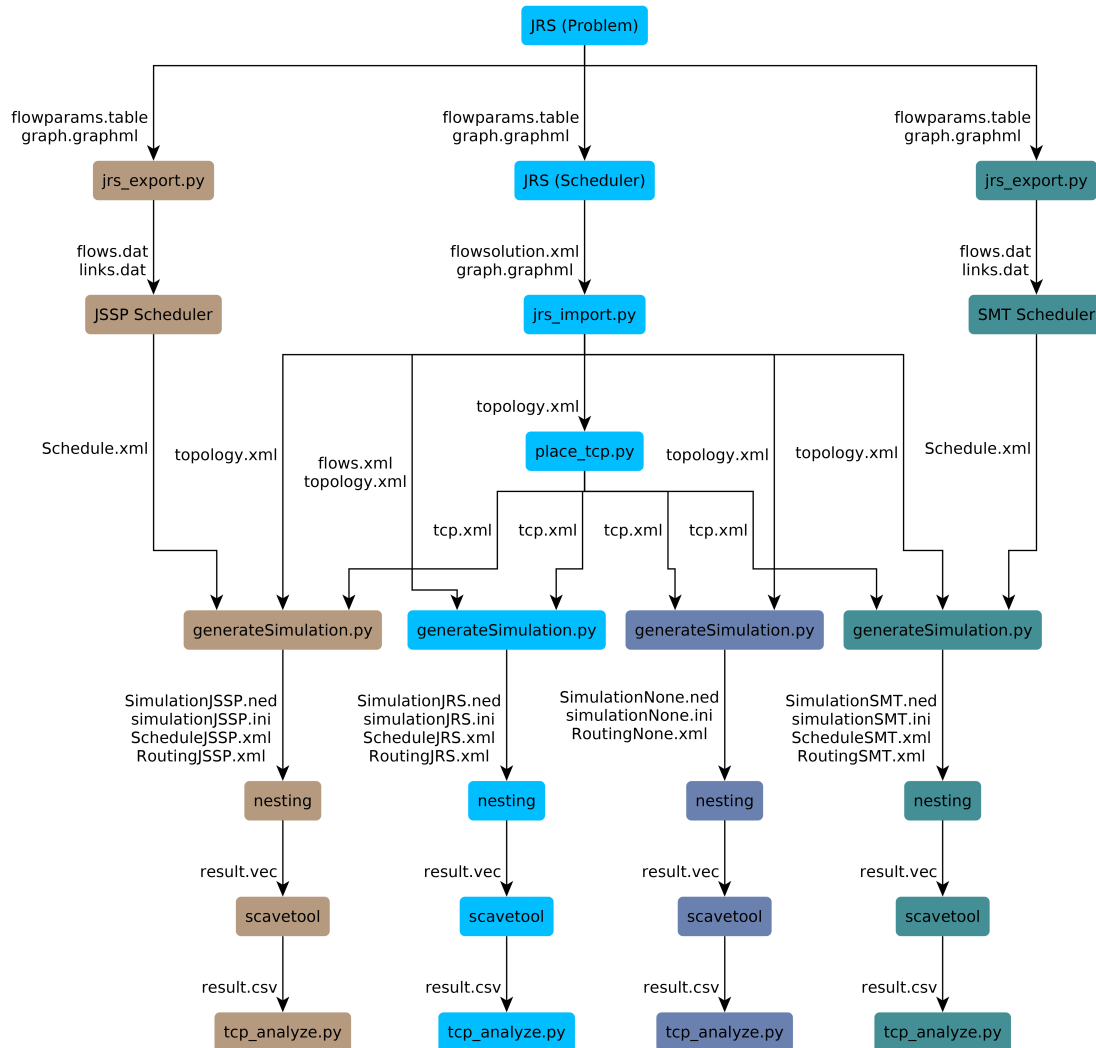 JRS (Problem)
flowparams.table
graph.graphml
flowparams.table
graph.graphml
flowparams.table
graph.graphml
jrs_export.py
JRS (Scheduler)
jrs_export.py
flows.dat
links.dat
flowsolution.xml
graph.graphml
flows.dat
links.dat
JSSP Scheduler
jrs_import.py
SMT Scheduler
topology.xml
Schedule.xml
topology.xml
flows.xml
topology.xml
place_tcp.py
topology.xml
topology.xml
Schedule.xml
tcp.xml
tcp.xml
tcp.xml
tcp.xml
generateSimulation.py
generateSimulation.py
generateSimulation.py
generateSimulation.py
SimulationJSSP.ned
simulationJSSP.ini
ScheduleJSSP.xml
RoutingJSSP.xml
SimulationJRS.ned
simulationJRS.ini
ScheduleJRS.xml
RoutingJRS.xml
SimulationNone.ned
simulationNone.ini
RoutingNone.xml
SimulationSMT.ned
simulationSMT.ini
ScheduleSMT.xml
RoutingSMT.xml
nesting
nesting
nesting
nesting
result.vec
result.vec
result.vec
result.vec
scavetool
scavetool
scavetool
scavetool
result.csv
result.csv
result.csv
result.csv
tcp_analyze.py
tcp_analyze.py
tcp_analyze.py
tcp_analyze.py